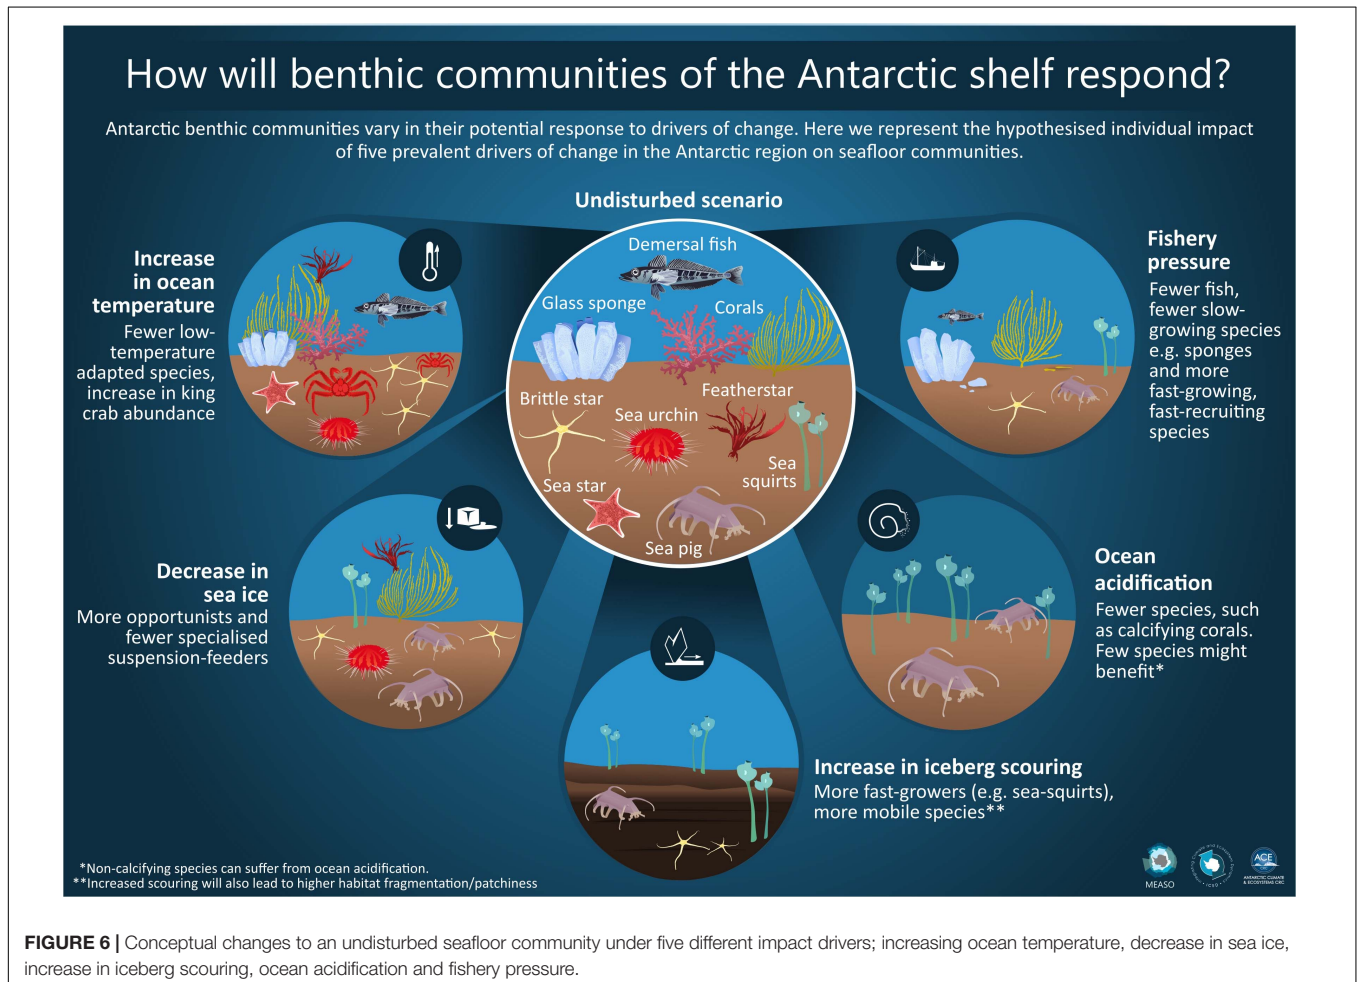 How will benthic communities of the Antarctic shelf respond?
Antarctic benthic communities vary in their potential response to drivers of change. Here we represent the hypothesised individual impact
of five prevalent drivers of change in the Antarctic region on seafloor communities.
Undisturbed scenario
Demersal fish
Glass sponge
Corals
Brittle star
Featherstar
Sea urchin
Sea
squirts
Sea star
Sea pig
Increase
in ocean
temperature
Fewer low-
temperature
adapted species,
increase in king
crab abundance
Fishery
pressure
Fewer fish,
fewer slow-
growing species
e.g. sponges
and more
fast-growing,
fast-recruiting
species
Decrease in
sea ice
More opportunists and
fewer specialised
suspension-feeders
Ocean
acidification
Fewer species, such
as calcifying corals.
Few species might
benefit*
Increase in iceberg scouring
More fast-growers (e.g. sea-squirts),
more mobile species**
*Non-calcifying species can suffer from ocean acidification.
**Increased scouring will also lead to higher habitat fragmentation/patchiness
MEASO
ACE
ANTARCTIC CLIMATE
& ECOSYSTEMS CRC
FIGURE 6 | Conceptual changes to an undisturbed seafloor community under five different impact drivers; increasing ocean temperature, decrease in sea ice,
increase in iceberg scouring, ocean acidification and fishery pressure.